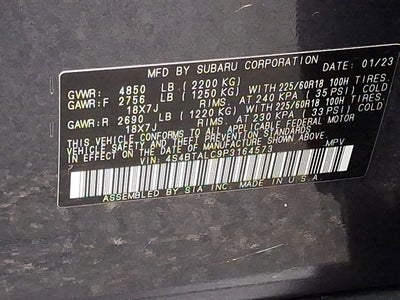 MFD BY SUBARU CORPORATION DATE: 01/23
GVWR: 4850 LB (2200 KG)
GAWR:F 2756 LB (1250 KG) WITH 225/60R18 100H TIRES.
18X7J RIMS. AT 240 KPA (35 PSI) COLD
GAWR:R 2690 LB (1220 KG) WITH 225/60R18 100H TIRES.
18X7J RIMS. AT 230 KPA (33 PSI) COLD
THIS VEHICLE CONFORMS TO ALL APPLICABLE FEDERAL MOTOR
VEHICLE SAFETY AND THEFT PREVENTION STANDARDS
IN EFFECT ON THE DATE OF MANUFACTURE SHOWN ABOVE.
VIN: 4S4BTALC9P3164573 MPV
ASSEMBLED BY SIA INC. MADE IN U.S.A.